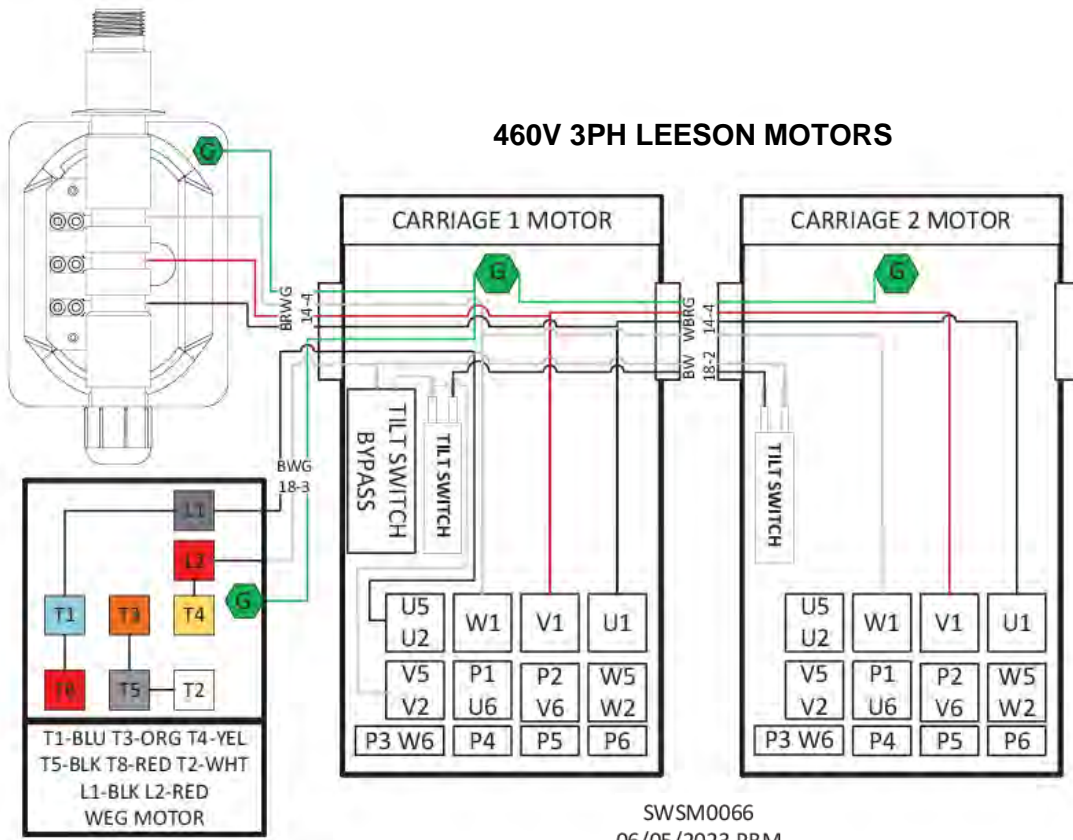 460V 3PH LEESON MOTORS
G
CARRIAGE 1 MOTOR
CARRIAGE 2 MOTOR
G
G
BRWG
14-4
WBRG
14-4
BW
18-2
BWG
18-3
TILT SWITCH
BYPASS
TILT SWITCH
TILT SWITCH
L1
L2
G
T1
T3
T4
T8
T5
T2
T1-BLU T3-ORG T4-YEL
T5-BLK T8-RED T2-WHT
L1-BLK L2-RED
WEG MOTOR
U5
U2
W1
V1
U1
V5
V2
P1
U6
P2
V6
W5
W2
P3 W6
P4
P5
P6
U5
U2
W1
V1
U1
V5
V2
P1
U6
P2
V6
W5
W2
P3 W6
P4
P5
P6
SWSM0066
06/05/2023 RBM